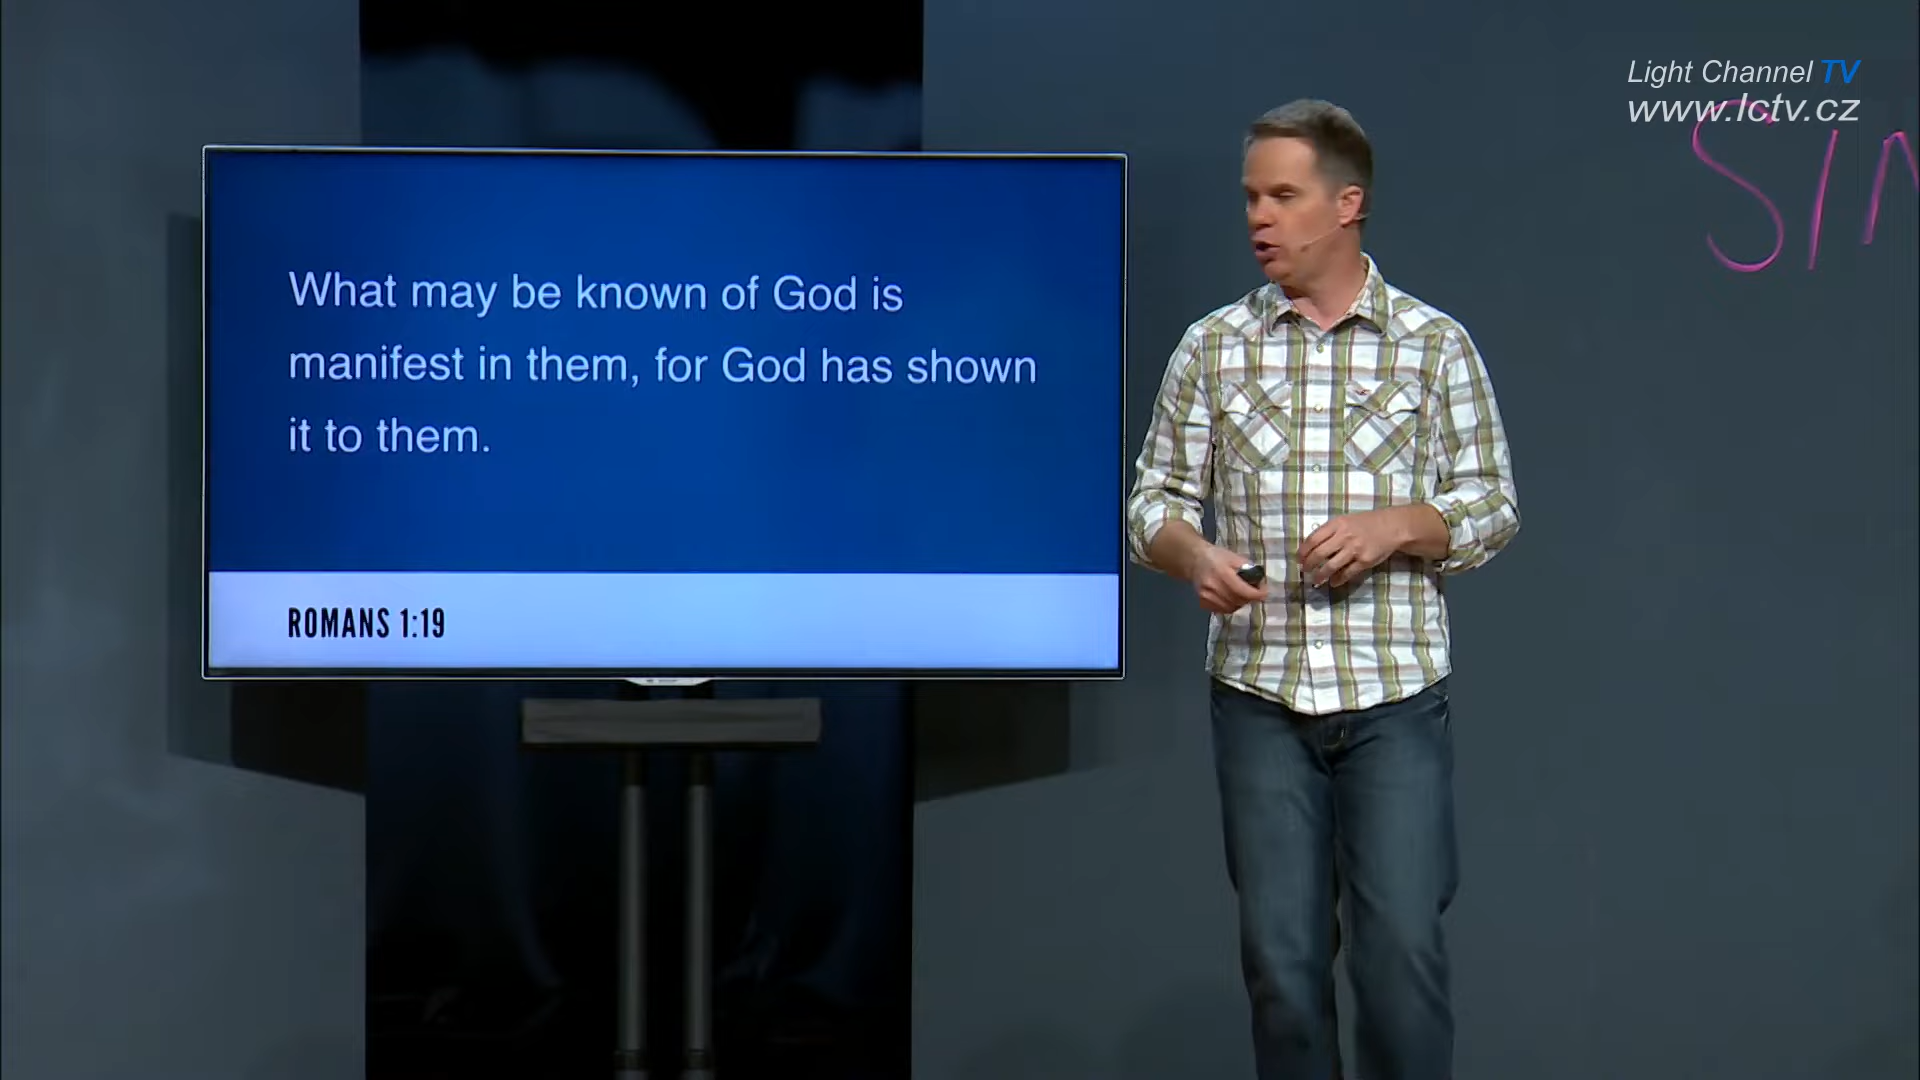 Light Channel TV
www.lctv.cz
SIN
What may be known of God is
manifest in them, for God has shown
it to them.
ROMANS 1:19